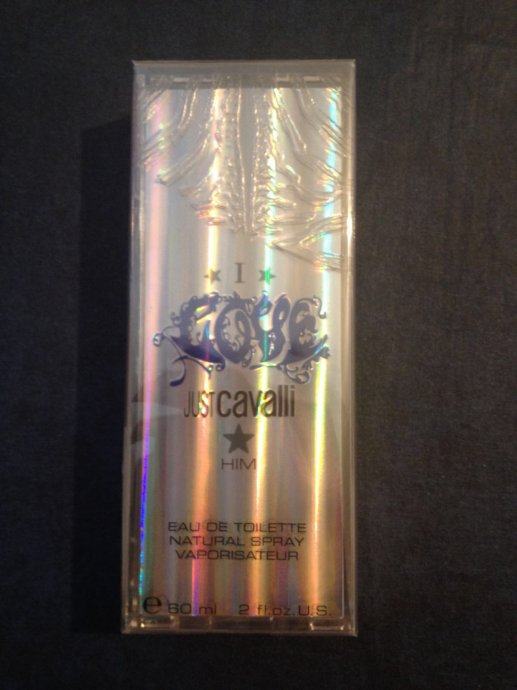 I
LOVE
JUST cavalli
HIM
EAU DE TOILETTE
NATURAL SPRAY
VAPORISATEUR
℮ 60 ml 2 fl.oz.U.S.